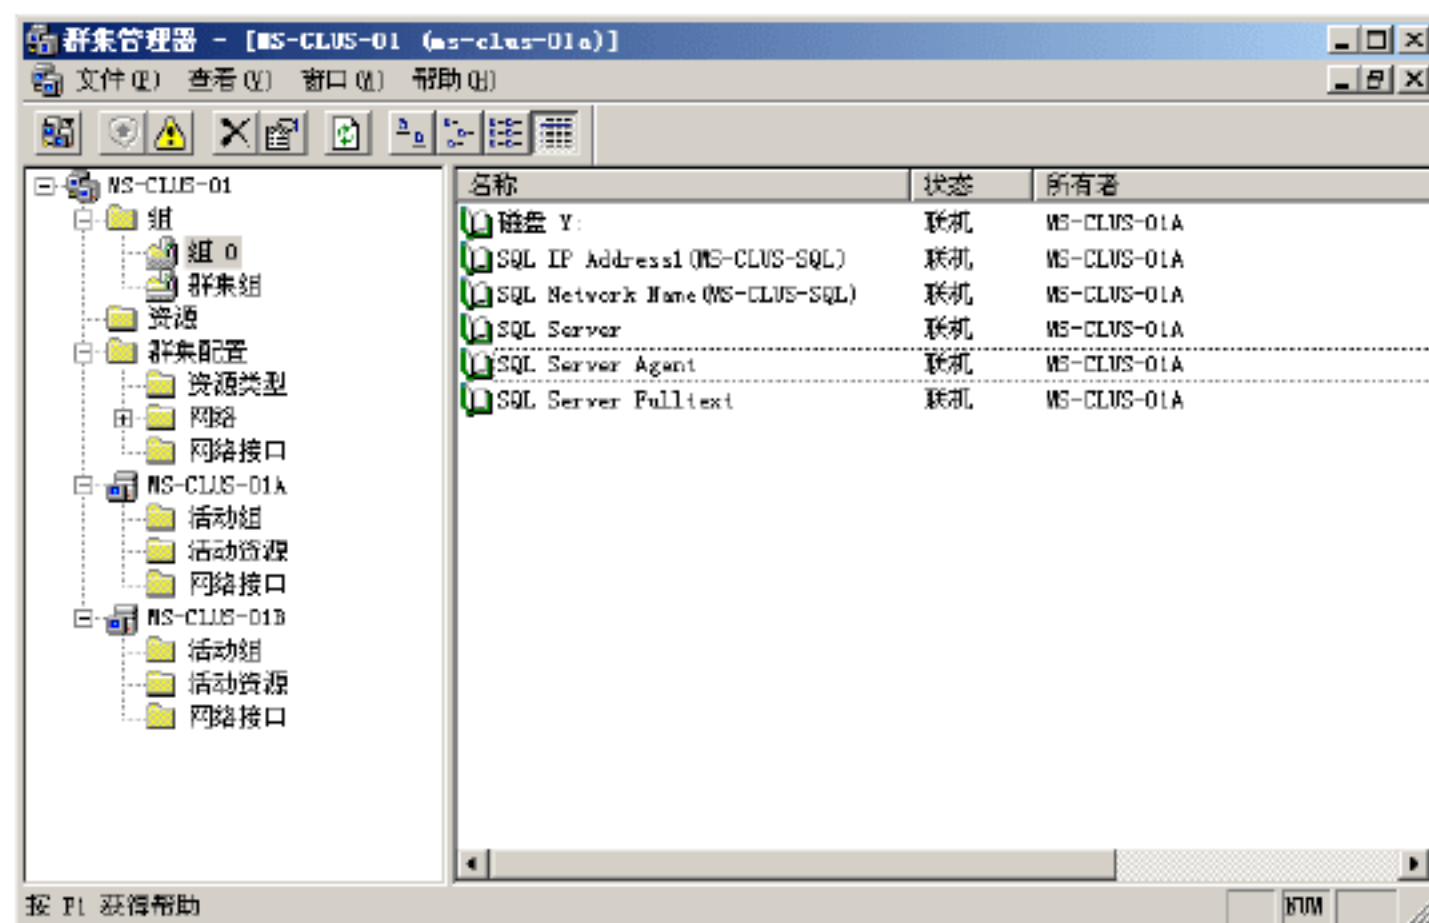 群集管理器 - [MS-CLUS-01 (ms-clus-01a)]
文件(F) 查看(V) 窗口(W) 帮助(H)
MS-CLUS-01
组
组 0
群集组
资源
群集配置
资源类型
网络
网络接口
MS-CLUS-01A
活动组
活动资源
网络接口
MS-CLUS-01B
活动组
活动资源
网络接口
名称 状态 所有者
磁盘 Y: 联机 MS-CLUS-01A
SQL IP Address1(MS-CLUS-SQL) 联机 MS-CLUS-01A
SQL Network Name(MS-CLUS-SQL) 联机 MS-CLUS-01A
SQL Server 联机 MS-CLUS-01A
SQL Server Agent 联机 MS-CLUS-01A
SQL Server Fulltext 联机 MS-CLUS-01A
按 F1 获得帮助 NUM